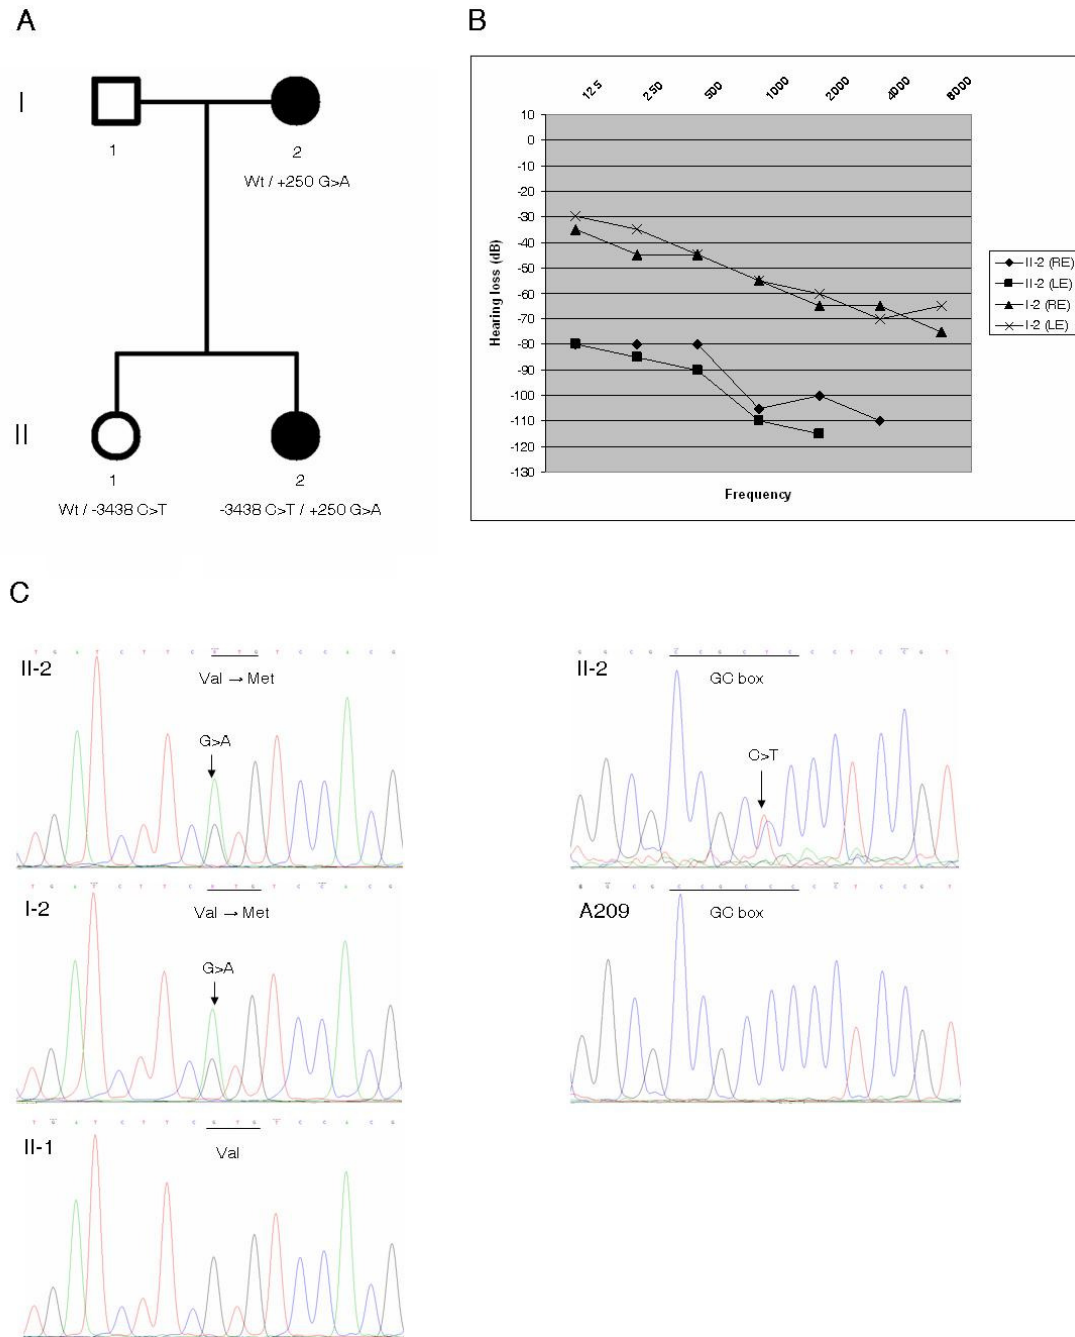 A
I
1
2
Wt / +250 G>A
II
1
2
Wt / -3438 C>T
-3438 C>T / +250 G>A
B
125
250
500
1000
2000
4000
8000
10
0
-10
-20
-30
-40
-50
-60
-70
-80
-90
-100
-110
-120
-130
Hearing loss (dB)
Frequency
II-2 (RE)
II-2 (LE)
I-2 (RE)
I-2 (LE)
C
II-2
T G A T C T T C G T G T C C A C G
Val → Met
G>A
I-2
T G A T C T T C G T G T C C A C G
Val → Met
G>A
II-1
T G A T C T T C G T G T C C A C G
Val
II-2
GC box
C>T
A209
GC box